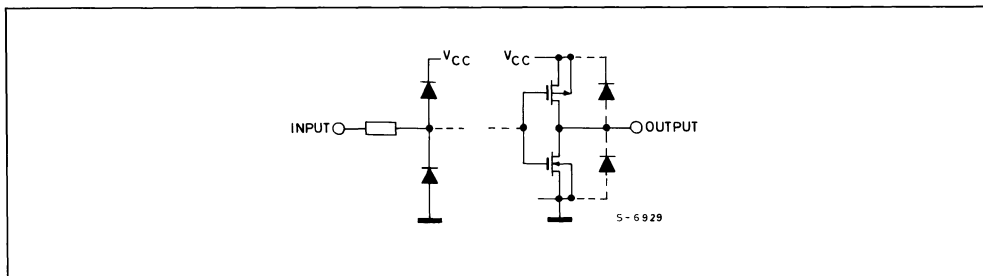 VCC
VCC
INPUT
OUTPUT
S-6929